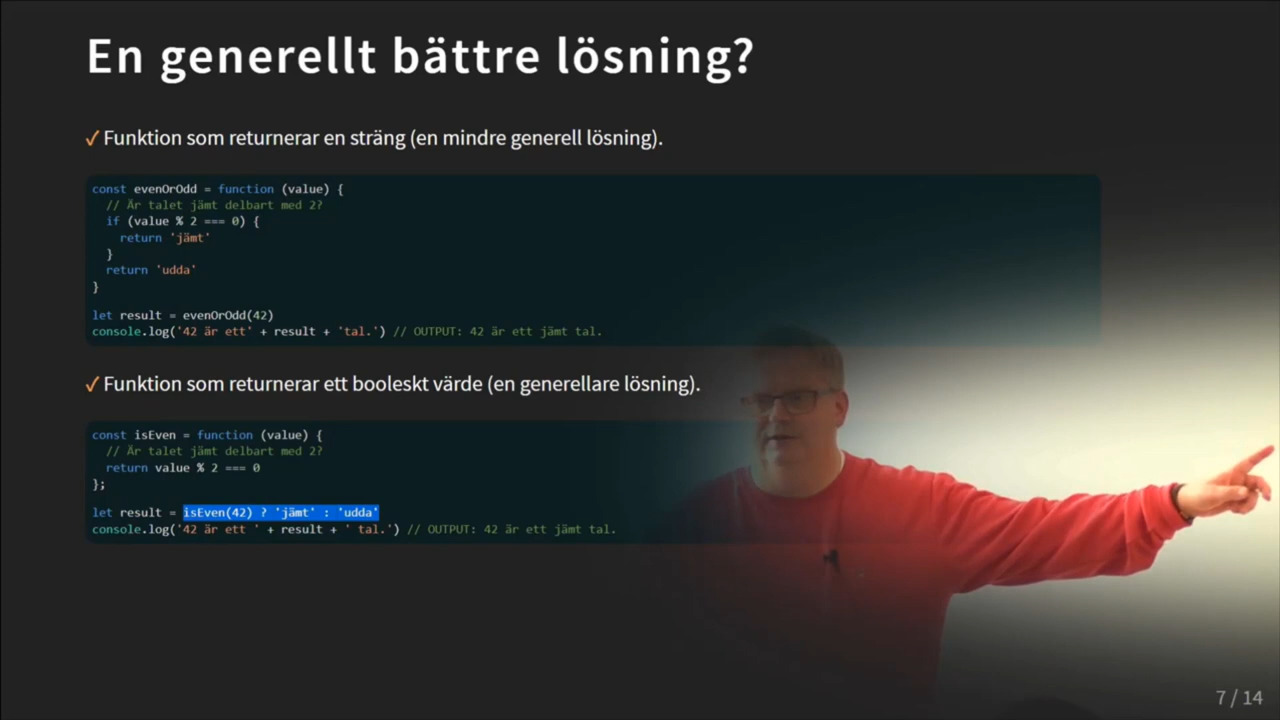 En generellt bättre lösning?
✓ Funktion som returnerar en sträng (en mindre generell lösning).
const evenOrOdd = function (value) {
// Är talet jämt delbart med 2?
if (value % 2 === 0) {
return 'jämt'
}
return 'udda'
}
let result = evenOrOdd(42)
console.log('42 är ett' + result + 'tal.') // OUTPUT: 42 är ett jämt tal.
✓ Funktion som returnerar ett booleskt värde (en generellare lösning).
const isEven = function (value) {
// Är talet jämt delbart med 2?
return value % 2 === 0
};
let result = isEven(42) ? 'jämt' : 'udda'
console.log('42 är ett ' + result + ' tal.') // OUTPUT: 42 är ett jämt tal.
7 / 14